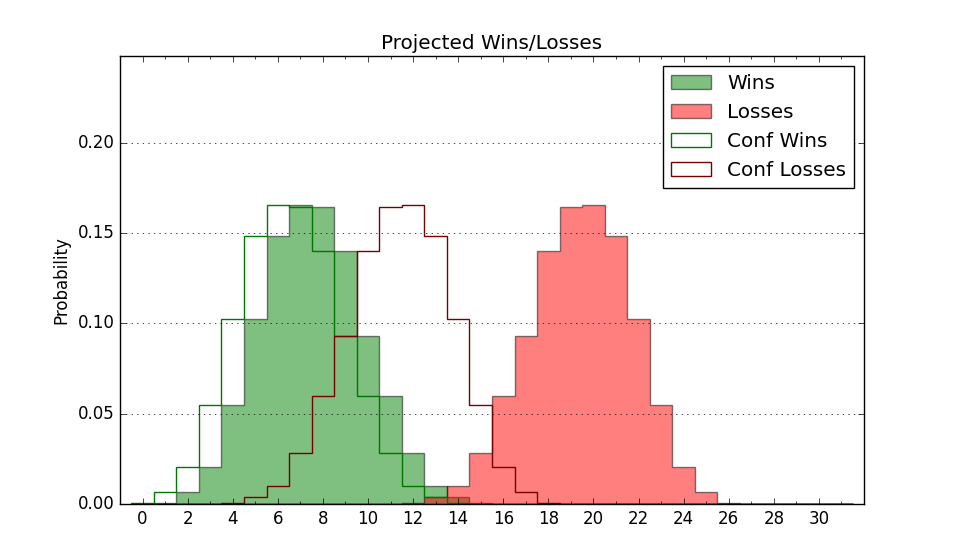 Projected Wins/Losses
Wins
Losses
Conf Wins
Conf Losses
Probability
0.20
0.15
0.10
0.05
0.00
0 2 4 6 8 10 12 14 16 18 20 22 24 26 28 30